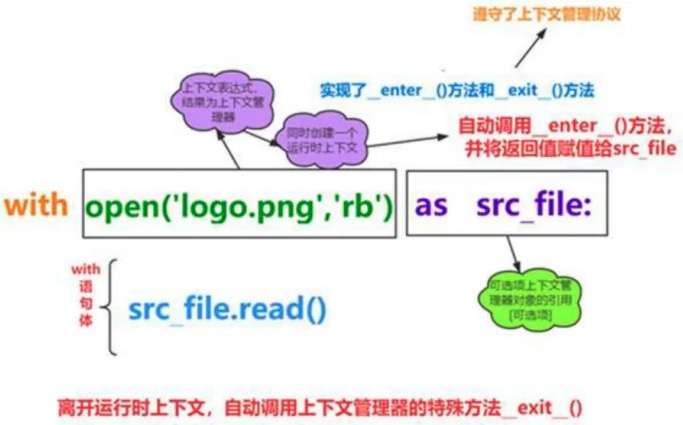 遵守了上下文管理协议
上下文表达式,
结果为上下文管
理器
实现了__enter__()方法和__exit__()方法
同时创建一个
运行时上下文
自动调用__enter__()方法,
并将返回值赋值给src_file
with open('logo.png','rb') as src_file:
with
语
句
体
src_file.read()
可选项上下文管
理器对象的引用
[可选项]
离开运行时上下文，自动调用上下文管理器的特殊方法__exit__()